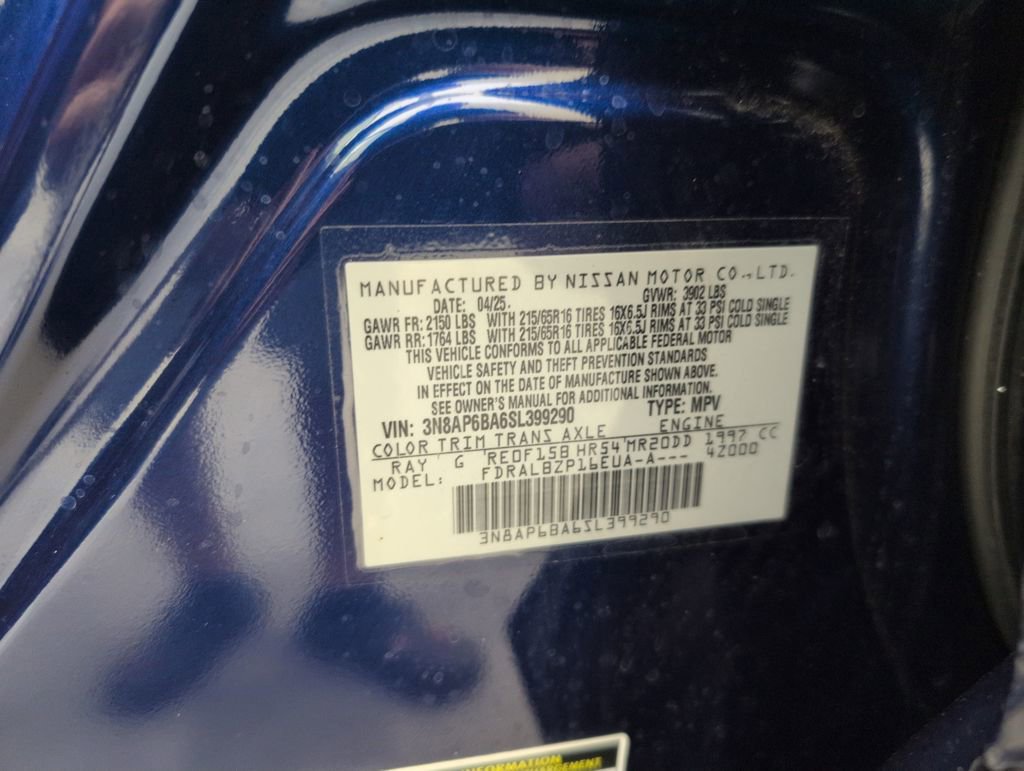 MANUFACTURED BY NISSAN MOTOR CO.,LTD.
DATE: 04/25. GVWR: 3902 LBS
GAWR FR: 2150 LBS WITH 215/65R16 TIRES 16X6.5J RIMS AT 33 PSI COLD SINGLE
GAWR RR: 1764 LBS WITH 215/65R16 TIRES 16X6.5J RIMS AT 33 PSI COLD SINGLE
THIS VEHICLE CONFORMS TO ALL APPLICABLE FEDERAL MOTOR
VEHICLE SAFETY AND THEFT PREVENTION STANDARDS
IN EFFECT ON THE DATE OF MANUFACTURE SHOWN ABOVE.
SEE OWNER'S MANUAL FOR ADDITIONAL INFORMATION.
VIN: 3N8AP6BA6SL399290 TYPE: MPV
COLOR TRIM TRANS AXLE ENGINE
RAY G RE0F15B HR54 MR20DD 1997 CC
MODEL: FDRALBZP16EUA-A--- 42000
3N8AP6BA6SL399290
INFORMATION